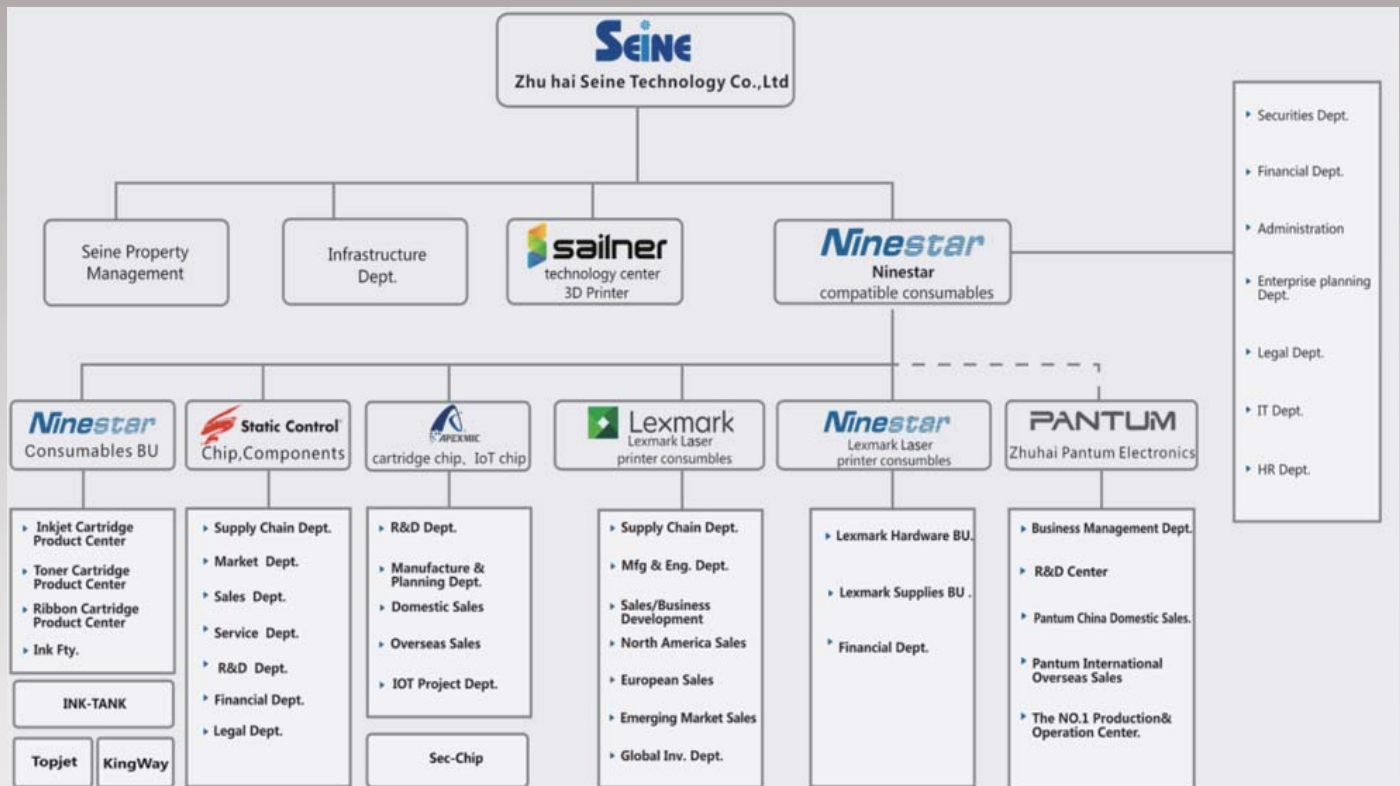 SEINE
Zhu hai Seine Technology Co.,Ltd
Seine Property
Management
Infrastructure
Dept.
sailner
technology center
3D Printer
Ninestar
Ninestar
compatible consumables
Securities Dept.
Financial Dept.
Administration
Enterprise planning
Dept.
Legal Dept.
IT Dept.
HR Dept.
Ninestar
Consumables BU
Static Control
Chip,Components
APEXMIC
cartridge chip、IoT chip
Lexmark
Lexmark Laser
printer consumbles
Ninestar
Lexmark Laser
printer consumbles
PANTUM
Zhuhai Pantum Electronics
Inkjet Cartridge
Product Center
Toner Cartridge
Product Center
Ribbon Cartridge
Product Center
Ink Fty.
INK-TANK
Topjet
KingWay
Supply Chain Dept.
Market Dept.
Sales Dept.
Service Dept.
R&D Dept.
Financial Dept.
Legal Dept.
R&D Dept.
Manufacture &
Planning Dept.
Domestic Sales
Overseas Sales
IOT Project Dept.
Sec-Chip
Supply Chain Dept.
Mfg & Eng. Dept.
Sales/Business
Development
North America Sales
European Sales
Emerging Market Sales
Global Inv. Dept.
Lexmark Hardware BU.
Lexmark Supplies BU .
Financial Dept.
Business Management Dept.
R&D Center
Pantum China Domestic Sales.
Pantum International
Overseas Sales
The NO.1 Production&
Operation Center.